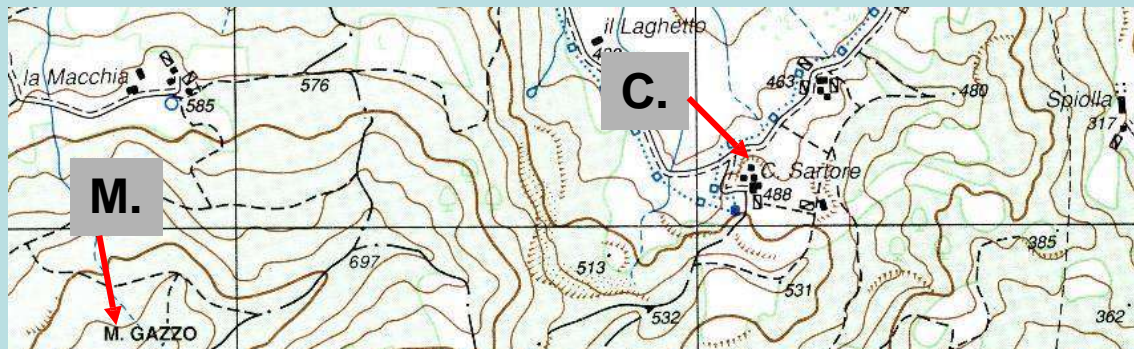 il Laghetto
la Macchia
585
576
463
480
Spiolla
317
C.
C. Sartore
488
M.
697
513
531
532
385
362
M. GAZZO